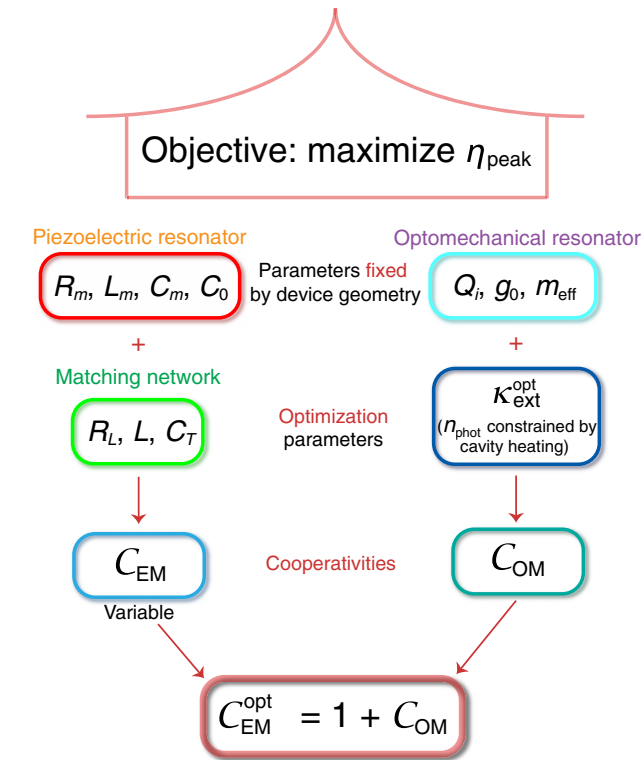 Objective: maximize η_peak
Piezoelectric resonator
Optomechanical resonator
R_m, L_m, C_m, C_0
Parameters fixed
by device geometry
Q_i, g_0, m_eff
+
+
Matching network
R_L, L, C_T
Optimization
parameters
κ_ext^opt
(n_phot constrained by
cavity heating)
C_EM
Cooperativities
C_OM
Variable
C_EM^opt = 1 + C_OM